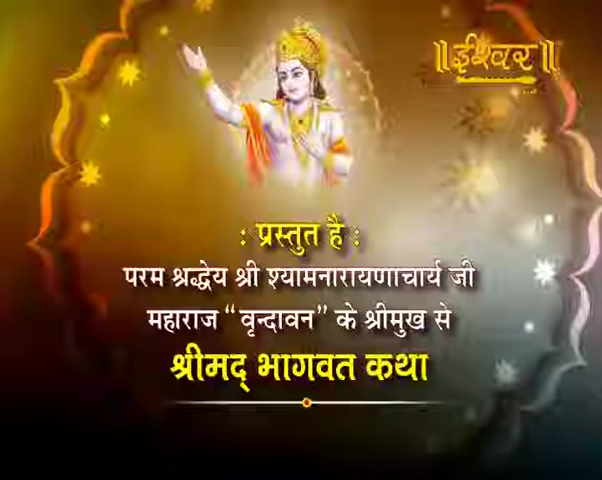 ॥ईश्वर॥
: प्रस्तुत है :
परम श्रद्धेय श्री श्यामनारायणाचार्य जी
महाराज “वृन्दावन” के श्रीमुख से
श्रीमद् भागवत कथा